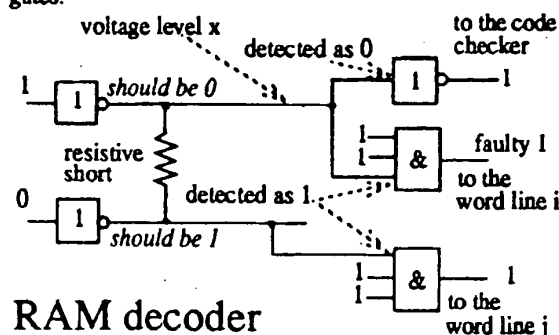 gates.
voltage level x
to the code
checker
detected as 0
1
should be 0
1
1
1
1
1
&
faulty 1
to the
word line i
resistive
short
detected as 1
0
1
should be 1
1
1
&
1
to the
word line j
RAM decoder